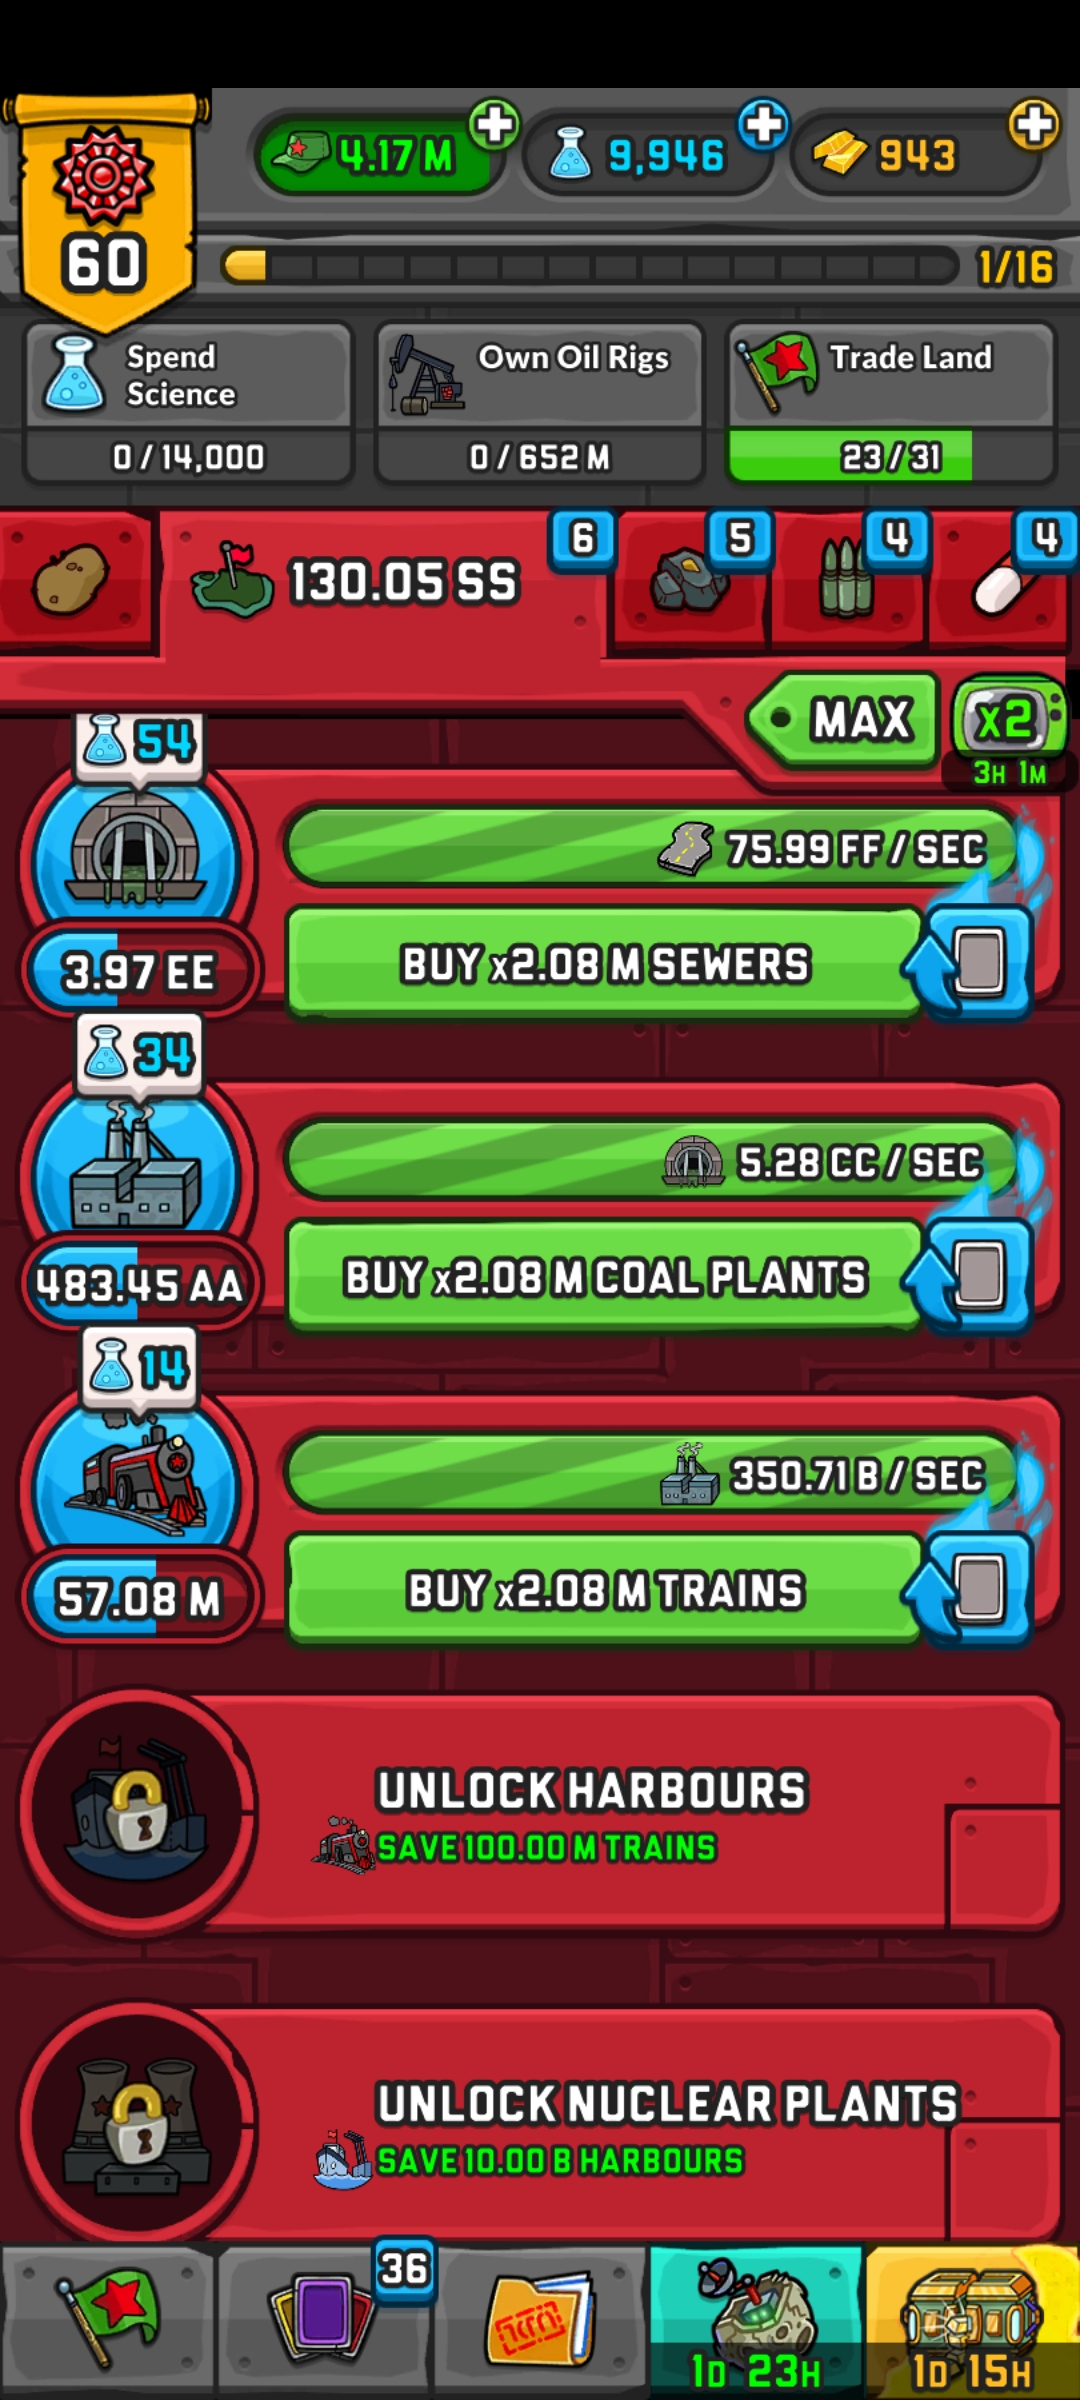 4.17 M
9,946
943
60
1/16
Spend
Science
Own Oil Rigs
Trade Land
0 / 14,000
0 / 652 M
23 / 31
130.05 SS
6
5
4
4
MAX
x2
3H 1M
54
75.99 FF / SEC
3.97 EE
BUY x2.08 M SEWERS
34
5.28 CC / SEC
483.45 AA
BUY x2.08 M COAL PLANTS
14
350.71 B / SEC
57.08 M
BUY x2.08 M TRAINS
UNLOCK HARBOURS
SAVE 100.00 M TRAINS
UNLOCK NUCLEAR PLANTS
SAVE 10.00 B HARBOURS
36
1D 23H
1D 15H